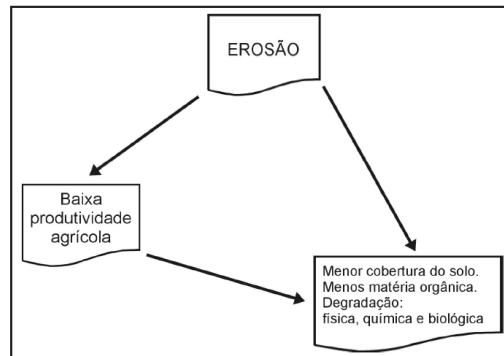 EROSÃO
Baixa
produtividade
agrícola
Menor cobertura do solo.
Menos matéria orgânica.
Degradação:
física, química e biológica